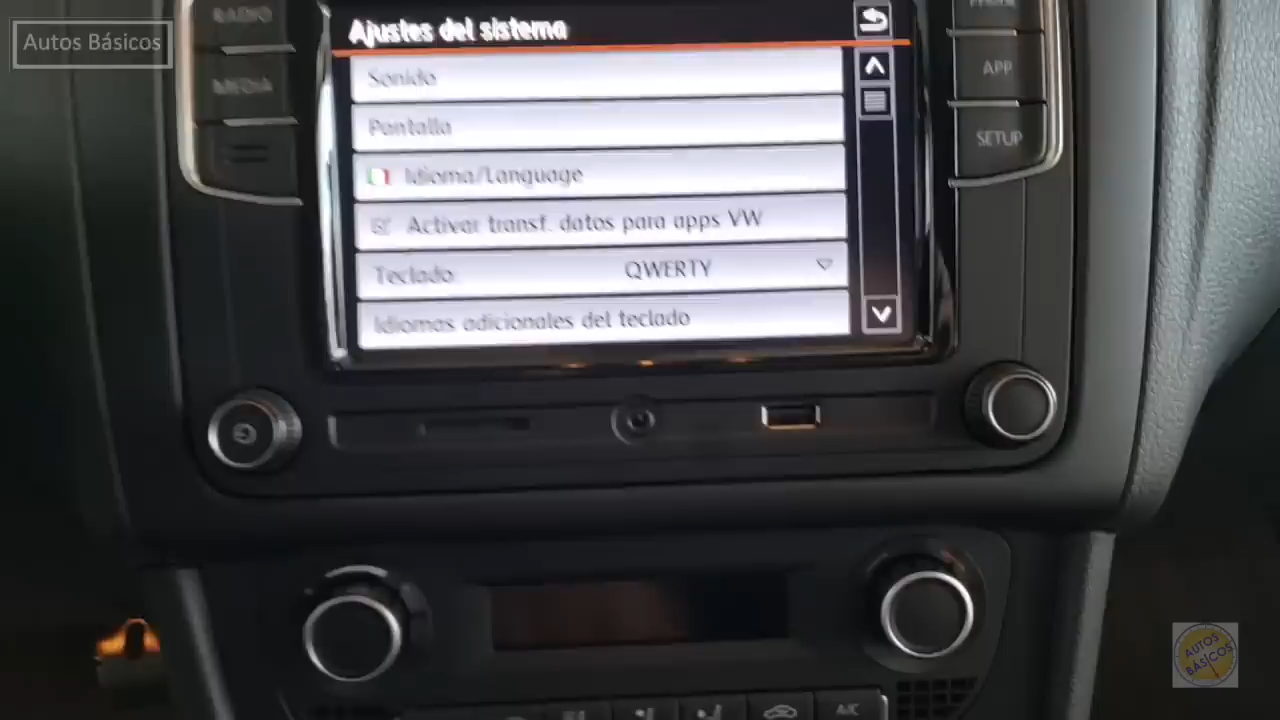 Autos Básicos
RADIO
MEDIA
Ajustes del sistema
Sonido
Pantalla
Idioma/Language
Activar transf. datos para apps VW
Teclado QWERTY
Idiomas adicionales del teclado
APP
SETUP
A/C
AUTOS
BÁSICOS